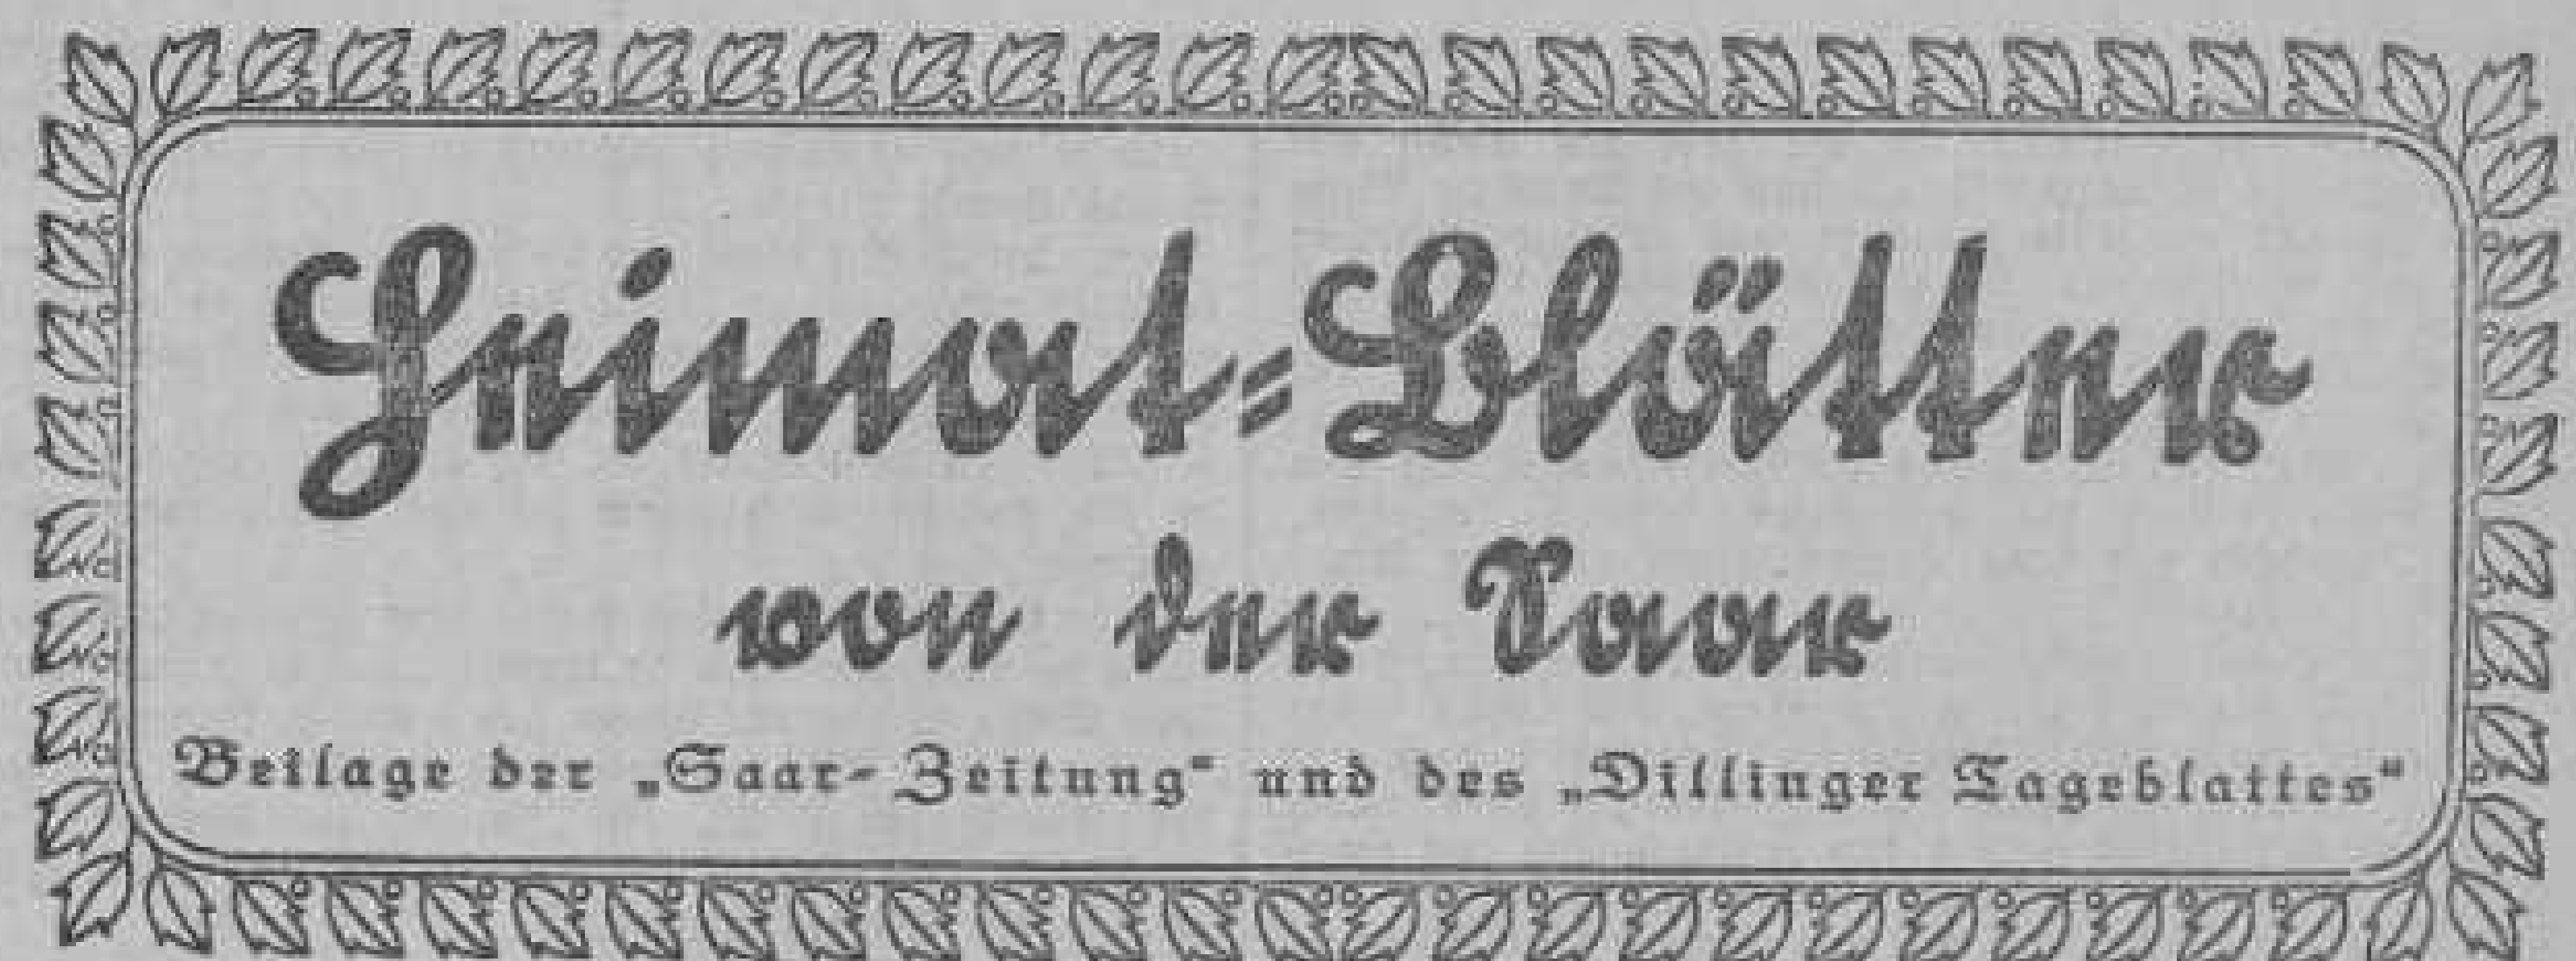 Heimat-Blätter
von der Saar
Beilage der „Saar-Zeitung“ und des „Dillinger Tageblattes“